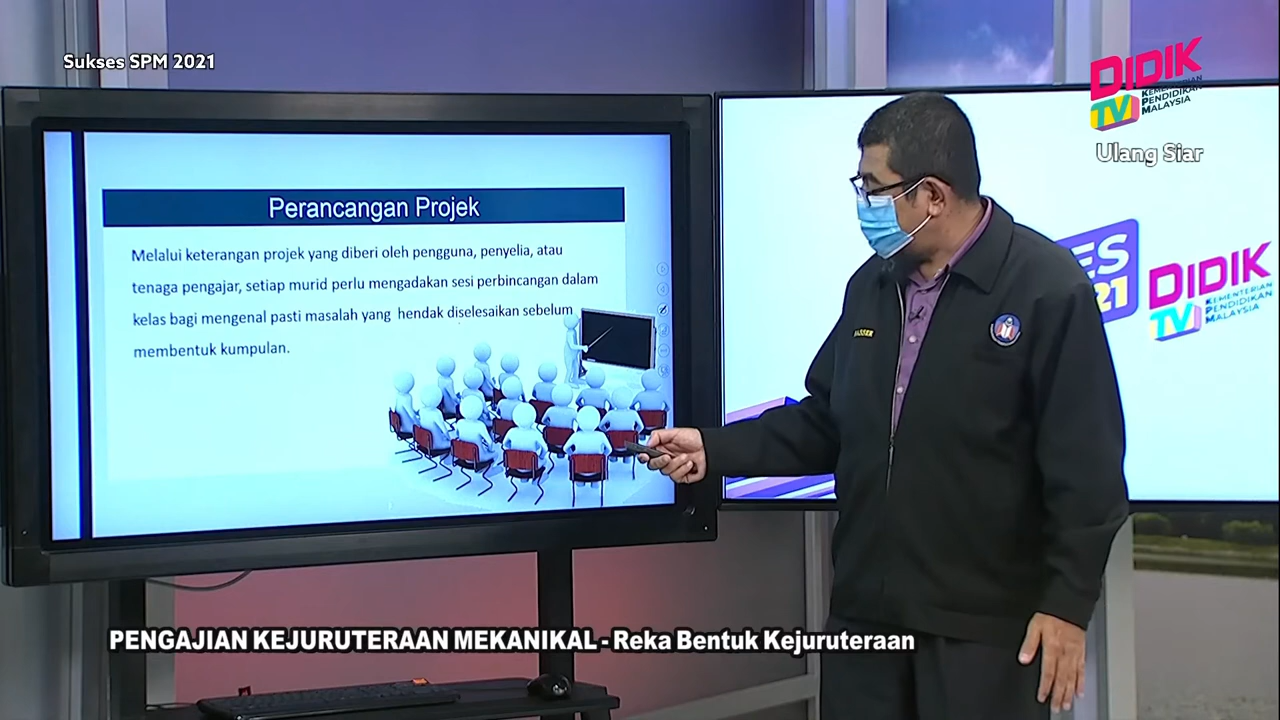 Sukses SPM 2021
DIDIK
TV
KEMENTERIAN
PENDIDIKAN
MALAYSIA
Ulang Siar
Perancangan Projek
Melalui keterangan projek yang diberi oleh pengguna, penyelia, atau
tenaga pengajar, setiap murid perlu mengadakan sesi perbincangan dalam
kelas bagi mengenal pasti masalah yang hendak diselesaikan sebelum
membentuk kumpulan.
ES
21
DIDIK
TV
KEMENTERIAN
PENDIDIKAN
MALAYSIA
PENGAJIAN KEJURUTERAAN MEKANIKAL - Reka Bentuk Kejuruteraan